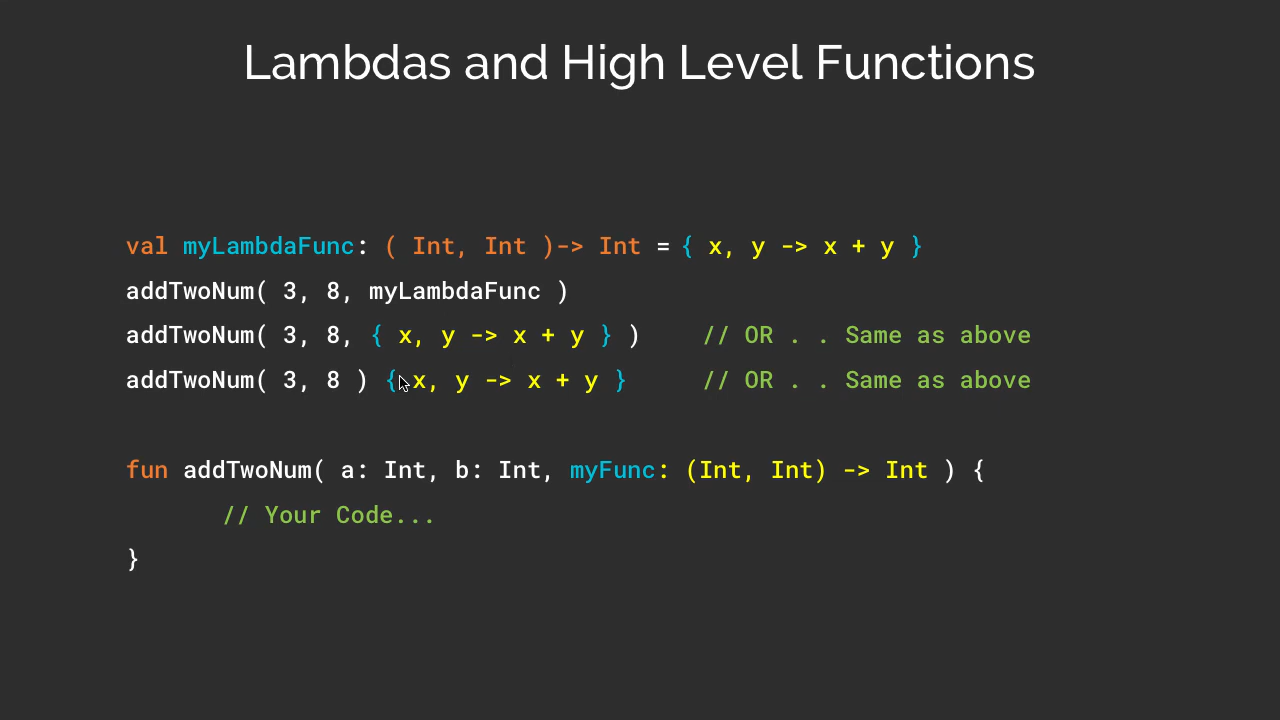 Lambdas and High Level Functions
val myLambdaFunc: ( Int, Int )-> Int = { x, y -> x + y }
addTwoNum( 3, 8, myLambdaFunc )
addTwoNum( 3, 8, { x, y -> x + y } ) // OR . . Same as above
addTwoNum( 3, 8 ) { x, y -> x + y } // OR . . Same as above
fun addTwoNum( a: Int, b: Int, myFunc: (Int, Int) -> Int ) {
// Your Code...
}